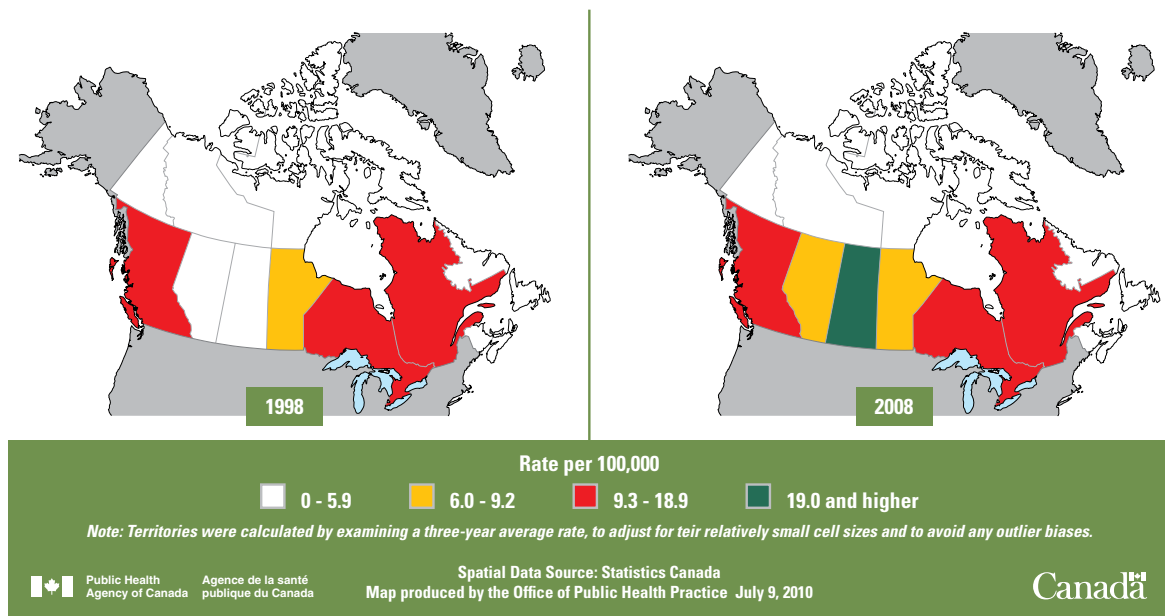 1998
2008
Rate per 100,000
0 - 5.9
6.0 - 9.2
9.3 - 18.9
19.0 and higher
Note: Territories were calculated by examining a three-year average rate, to adjust for teir relatively small cell sizes and to avoid any outlier biases.
Public Health
Agency of Canada
Agence de la santé
publique du Canada
Spatial Data Source: Statistics Canada
Map produced by the Office of Public Health Practice July 9, 2010
Canada